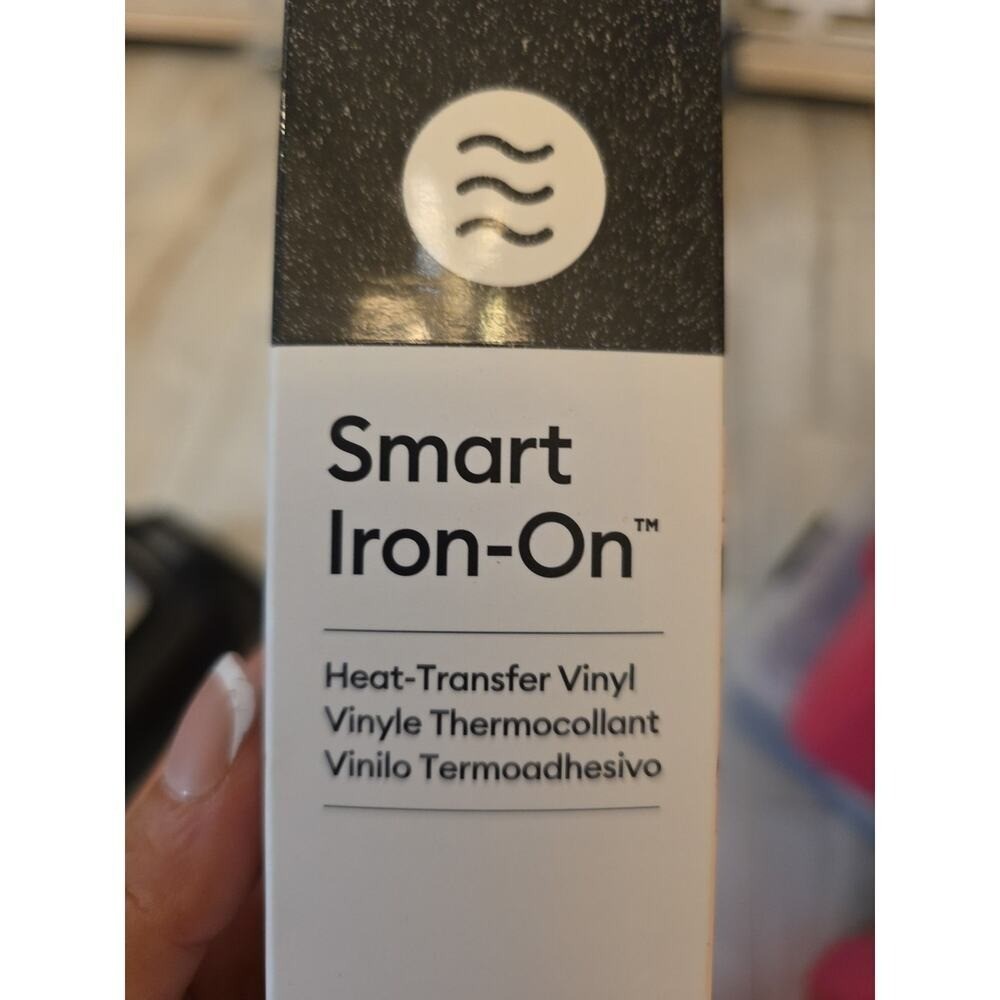 Smart
Iron-On™
Heat-Transfer Vinyl
Vinyle Thermocollant
Vinilo Termoadhesivo